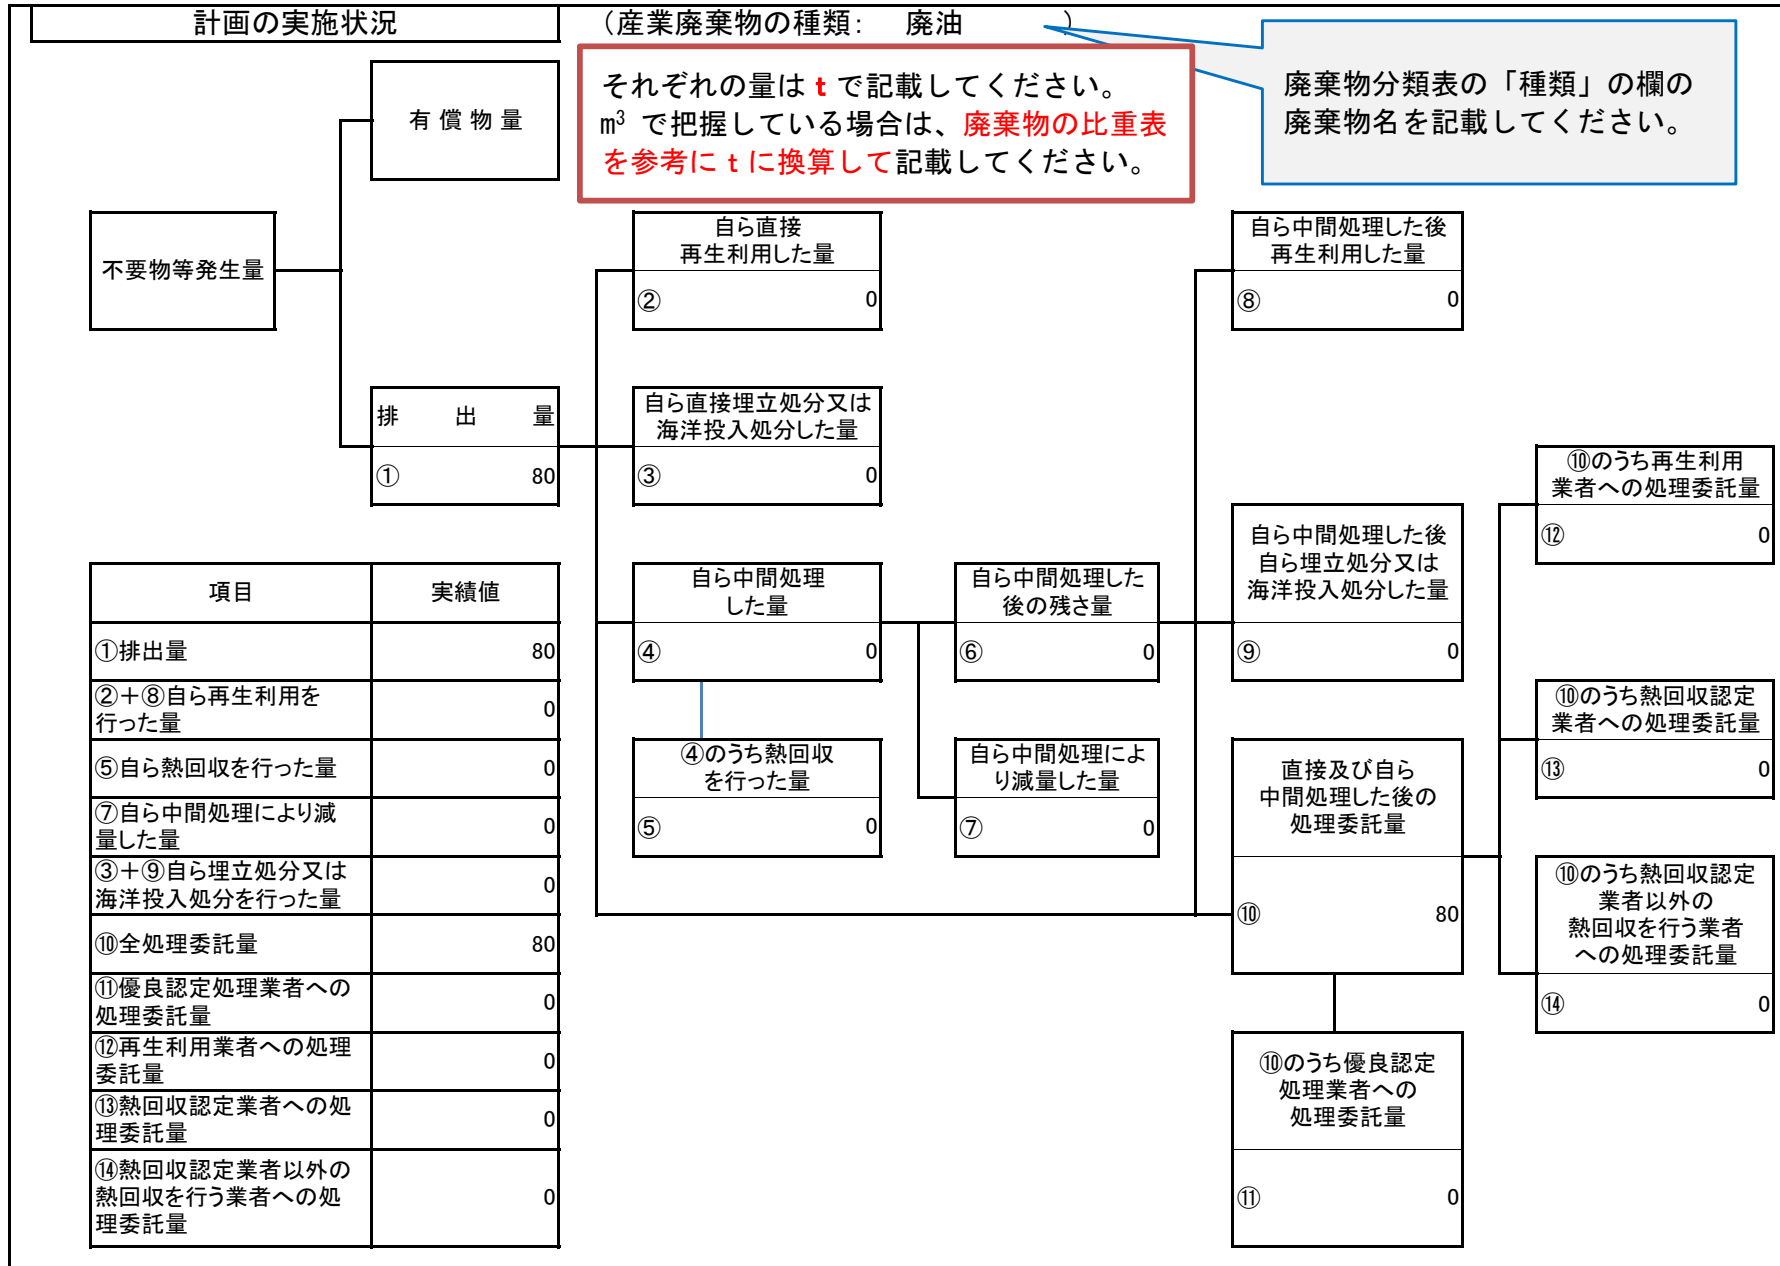 計画の実施状況
（産業廃棄物の種類： 廃油 ）
それぞれの量は t で記載してください。
m³ で把握している場合は、廃棄物の比重表
を参考に t に換算して記載してください。
廃棄物分類表の「種類」の欄の
廃棄物名を記載してください。
有償物量
不要物等発生量
自ら直接
再生利用した量
② 0
自ら中間処理した後
再生利用した量
⑧ 0
排出量
① 80
自ら直接埋立処分又は
海洋投入処分した量
③ 0
⑩のうち再生利用
業者への処理委託量
⑫ 0
自ら中間処理した後
自ら埋立処分又は
海洋投入処分した量
⑨ 0
自ら中間処理
した量
④ 0
自ら中間処理した
後の残さ量
⑥ 0
⑩のうち熱回収認定
業者への処理委託量
⑬ 0
④のうち熱回収
を行った量
⑤ 0
自ら中間処理によ
り減量した量
⑦ 0
直接及び自ら
中間処理した後の
処理委託量
⑩ 80
⑩のうち熱回収認定
業者以外の
熱回収を行う業者
への処理委託量
⑭ 0
⑩のうち優良認定
処理業者への
処理委託量
⑪ 0
項目 実績値
①排出量 80
②＋⑧自ら再生利用を
行った量 0
⑤自ら熱回収を行った量 0
⑦自ら中間処理により減
量した量 0
③＋⑨自ら埋立処分又は
海洋投入処分を行った量 0
⑩全処理委託量 80
⑪優良認定処理業者への
処理委託量 0
⑫再生利用業者への処理
委託量 0
⑬熱回収認定業者への処
理委託量 0
⑭熱回収認定業者以外の
熱回収を行う業者への処
理委託量 0